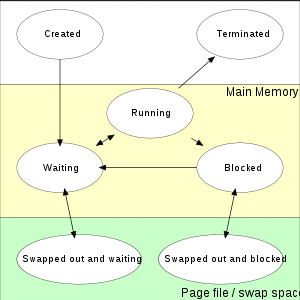 Created
Terminated
Main Memory
Running
Waiting
Blocked
Swapped out and waiting
Swapped out and blocked
Page file / swap space